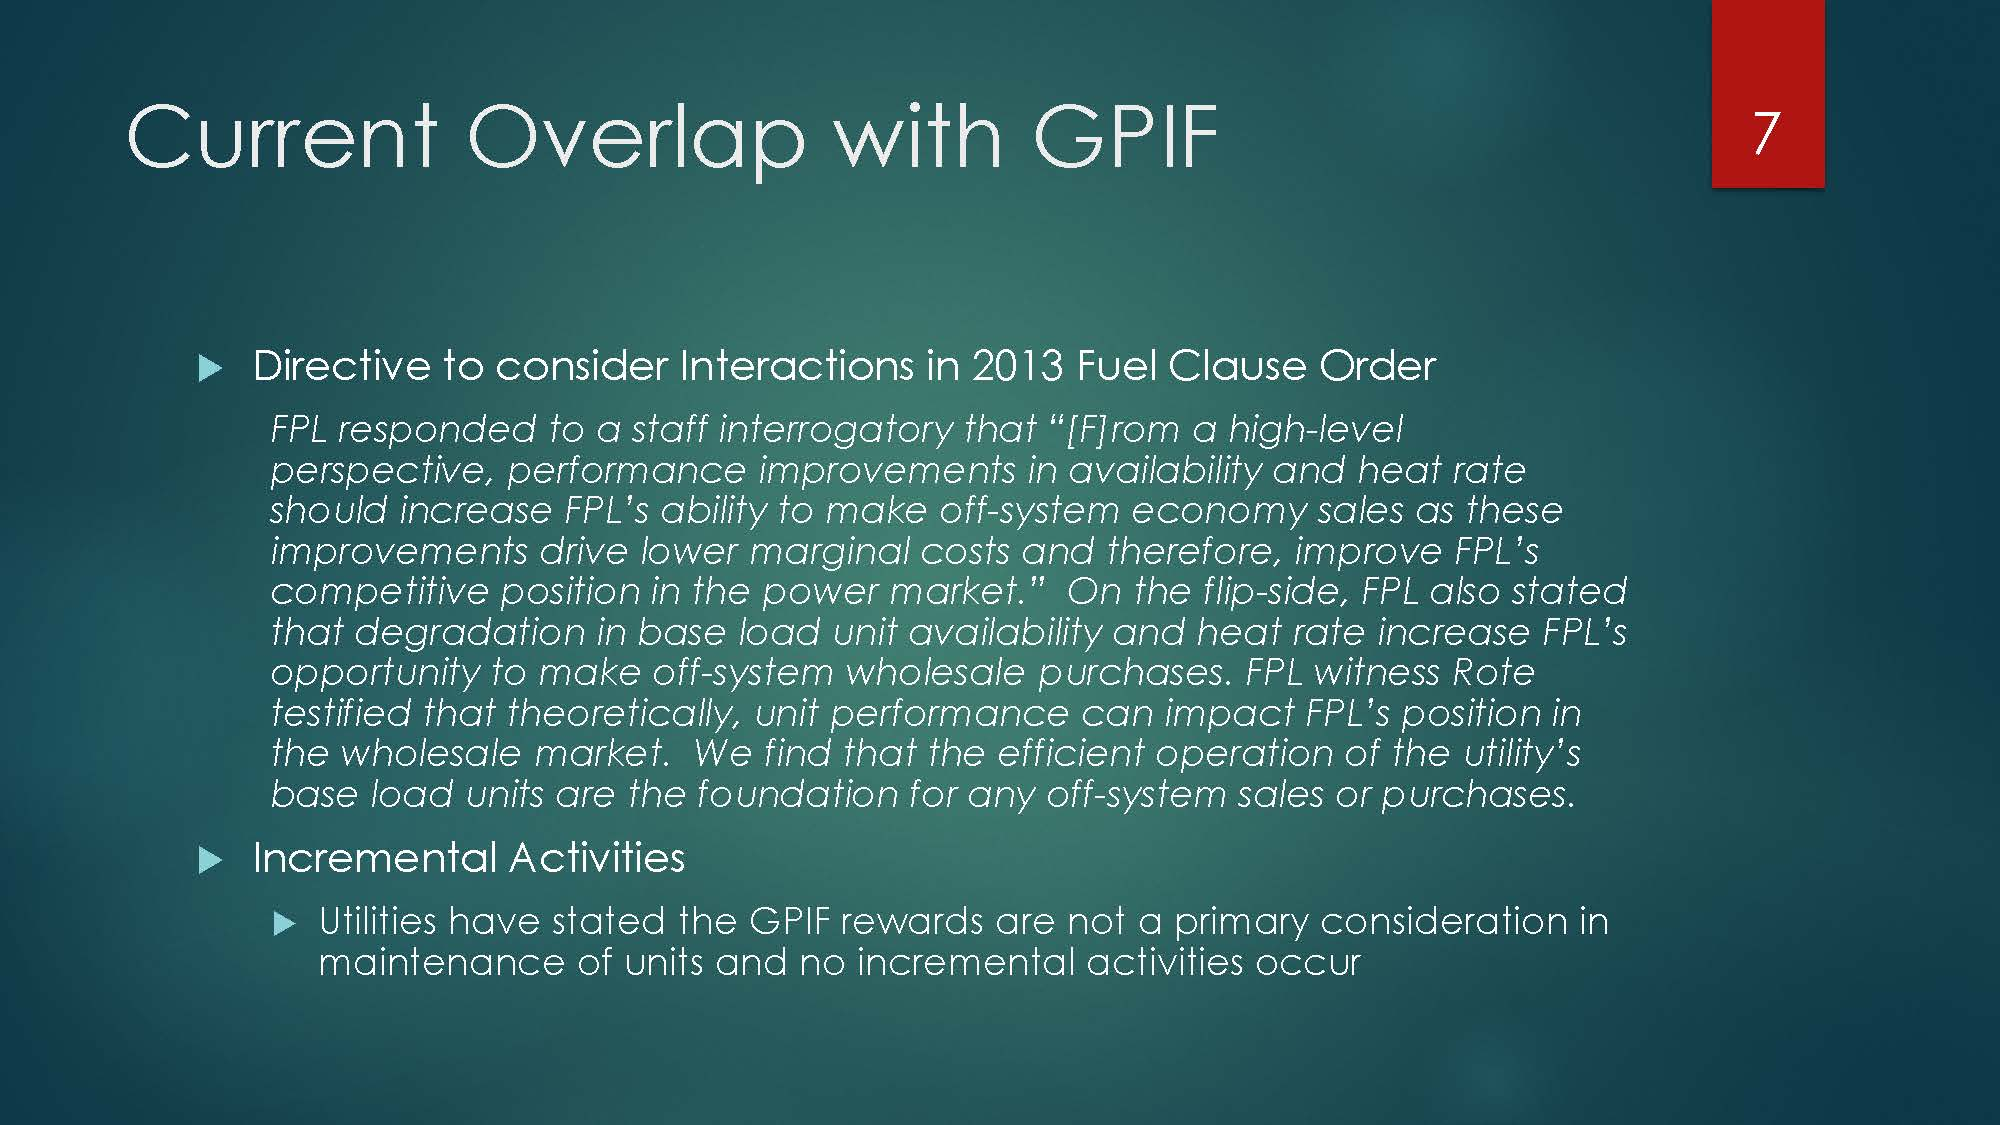 Current Overlap with GPIF
7
Directive to consider Interactions in 2013 Fuel Clause Order
FPL responded to a staff interrogatory that “[F]rom a high-level
perspective, performance improvements in availability and heat rate
should increase FPL’s ability to make off-system economy sales as these
improvements drive lower marginal costs and therefore, improve FPL’s
competitive position in the power market.”  On the flip-side, FPL also stated
that degradation in base load unit availability and heat rate increase FPL’s
opportunity to make off-system wholesale purchases. FPL witness Rote
testified that theoretically, unit performance can impact FPL’s position in
the wholesale market.  We find that the efficient operation of the utility’s
base load units are the foundation for any off-system sales or purchases.
Incremental Activities
Utilities have stated the GPIF rewards are not a primary consideration in
maintenance of units and no incremental activities occur